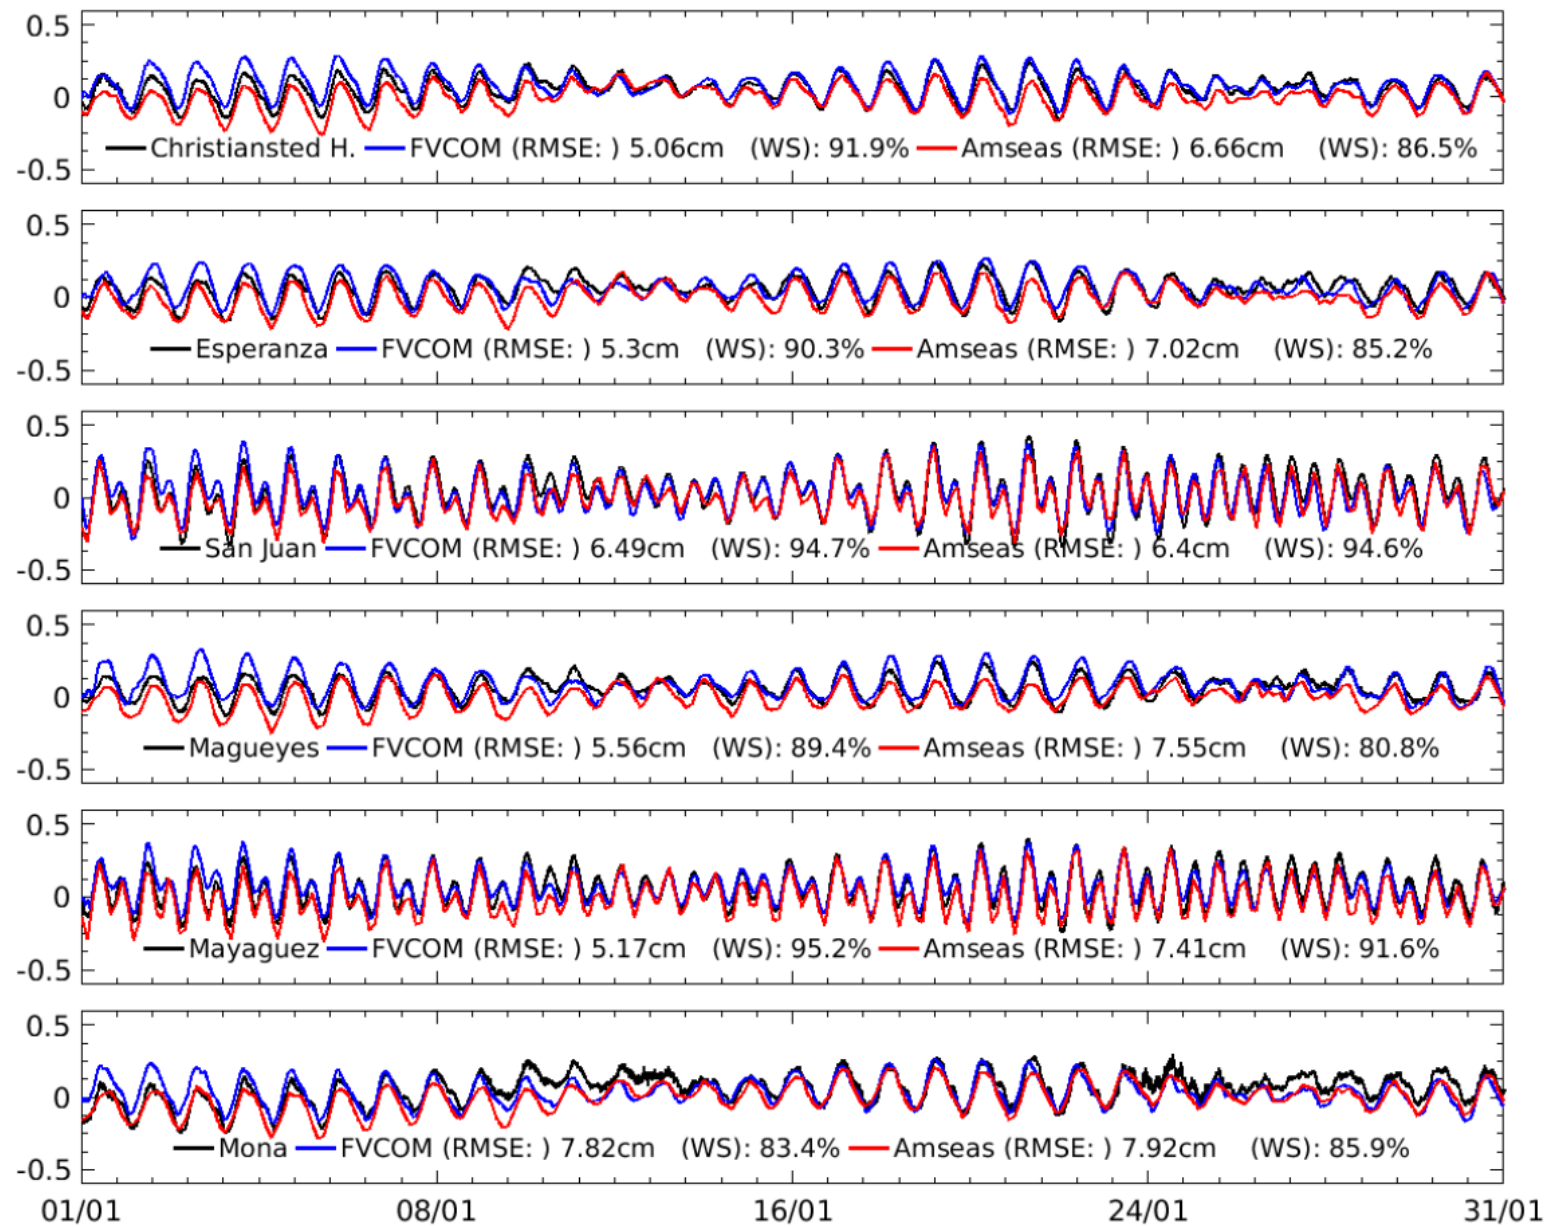 0.5
0
-0.5
Christiansted H. FVCOM (RMSE: ) 5.06cm (WS): 91.9% Amseas (RMSE: ) 6.66cm (WS): 86.5%
0.5
0
-0.5
Esperanza FVCOM (RMSE: ) 5.3cm (WS): 90.3% Amseas (RMSE: ) 7.02cm (WS): 85.2%
0.5
0
-0.5
San Juan FVCOM (RMSE: ) 6.49cm (WS): 94.7% Amseas (RMSE: ) 6.4cm (WS): 94.6%
0.5
0
-0.5
Magueyes FVCOM (RMSE: ) 5.56cm (WS): 89.4% Amseas (RMSE: ) 7.55cm (WS): 80.8%
0.5
0
-0.5
Mayaguez FVCOM (RMSE: ) 5.17cm (WS): 95.2% Amseas (RMSE: ) 7.41cm (WS): 91.6%
0.5
0
-0.5
Mona FVCOM (RMSE: ) 7.82cm (WS): 83.4% Amseas (RMSE: ) 7.92cm (WS): 85.9%
01/01 08/01 16/01 24/01 31/01